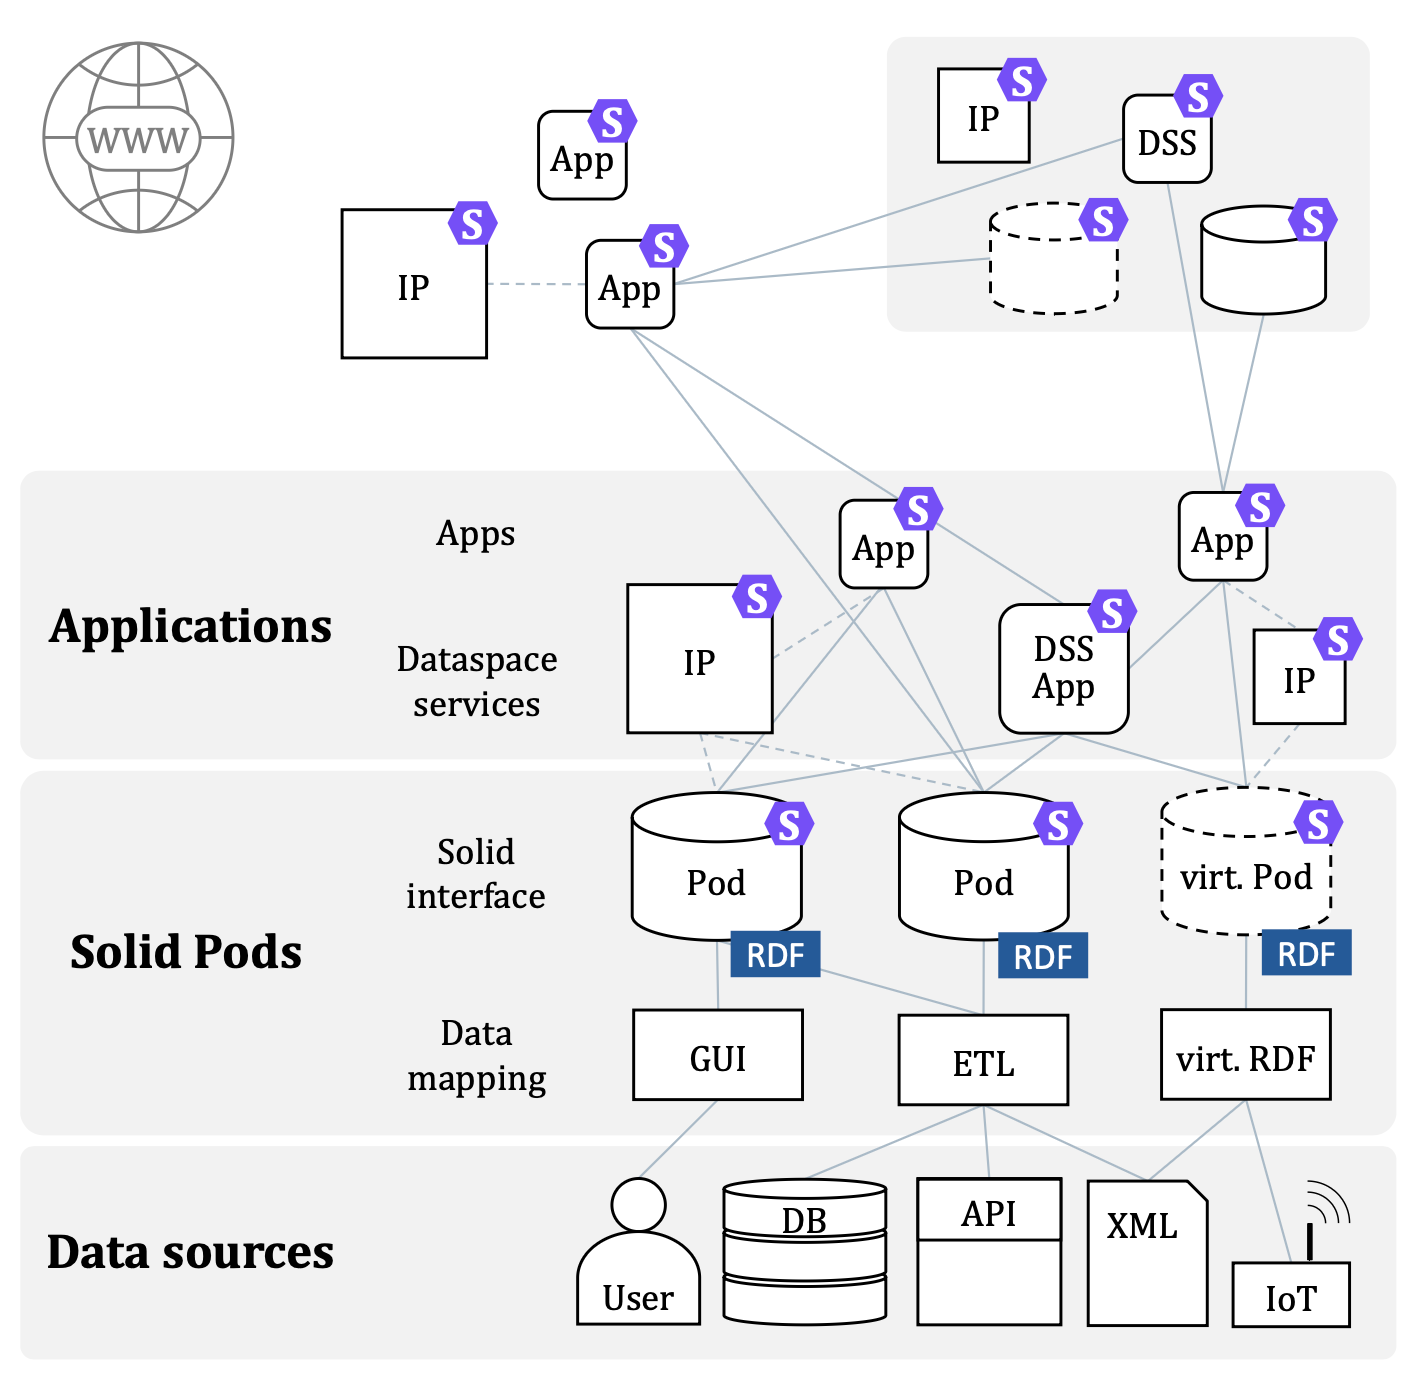 WWW
S
IP
S
DSS
S
App
S
IP
S
App
S
S
Applications
Apps
Dataspace
services
S
App
S
App
S
IP
S
DSS
App
S
IP
Solid Pods
Solid
interface
S
Pod
RDF
S
Pod
RDF
S
virt. Pod
RDF
Data
mapping
GUI
ETL
virt. RDF
Data sources
User
DB
API
XML
IoT